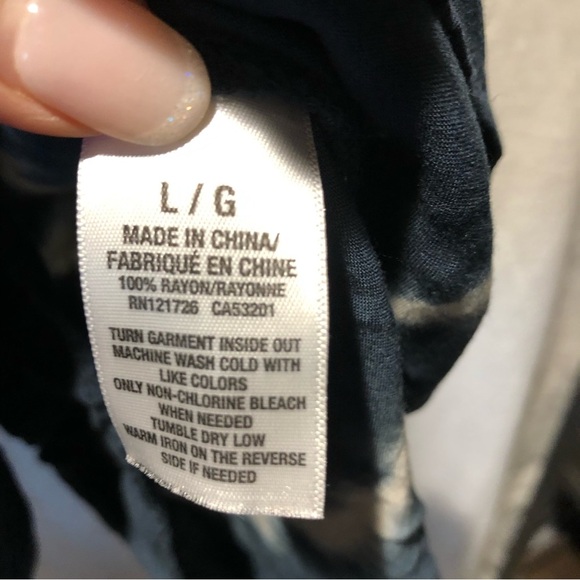 L / G
MADE IN CHINA/
FABRIQUÉ EN CHINE
100% RAYON/RAYONNE
RN121726 CA53201
TURN GARMENT INSIDE OUT
MACHINE WASH COLD WITH
LIKE COLORS
ONLY NON-CHLORINE BLEACH
WHEN NEEDED
TUMBLE DRY LOW
WARM IRON ON THE REVERSE
SIDE IF NEEDED